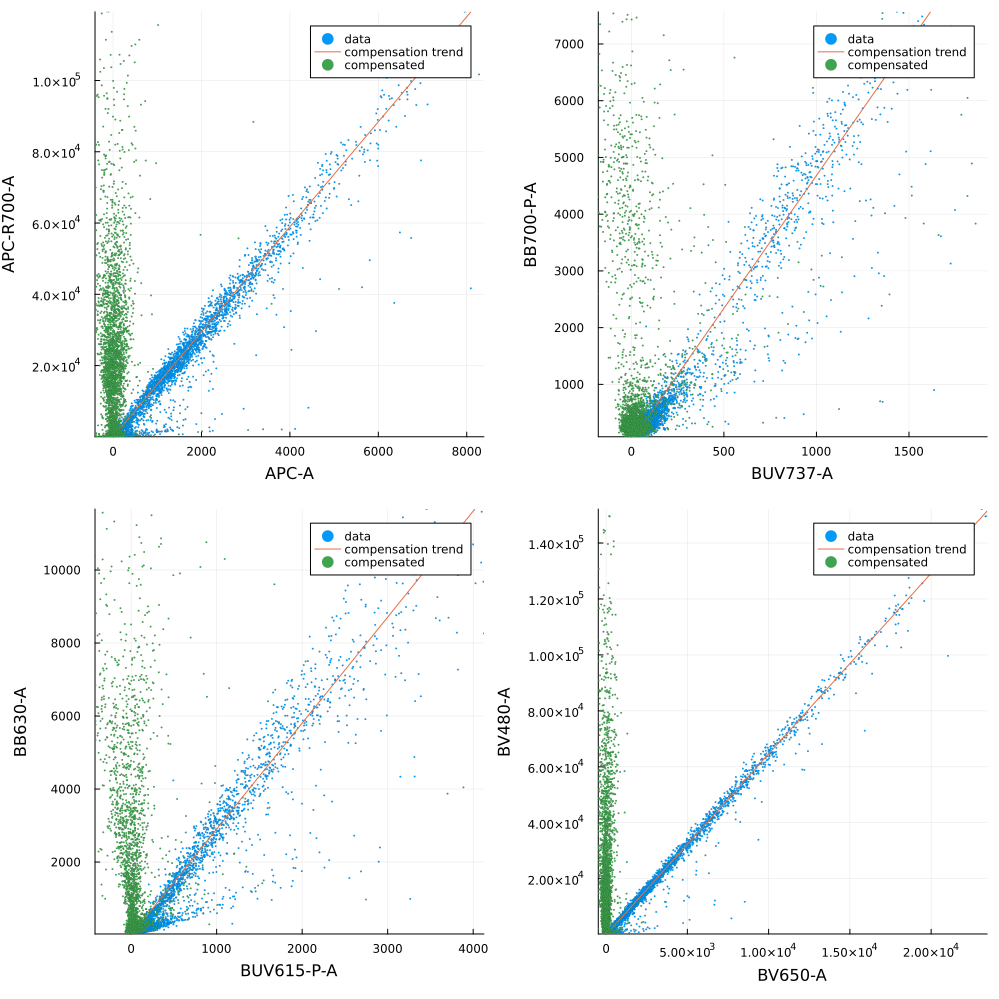 data
compensation trend
compensated
1.0×10⁵
8.0×10⁴
6.0×10⁴
4.0×10⁴
2.0×10⁴
APC-R700-A
0 2000 4000 6000 8000
APC-A
data
compensation trend
compensated
7000
6000
5000
4000
3000
2000
1000
BB700-P-A
0 500 1000 1500
BUV737-A
data
compensation trend
compensated
10000
8000
6000
4000
2000
BB630-A
0 1000 2000 3000 4000
BUV615-P-A
data
compensation trend
compensated
1.40×10⁵
1.20×10⁵
1.00×10⁵
8.00×10⁴
6.00×10⁴
4.00×10⁴
2.00×10⁴
BV480-A
0 5.00×10³ 1.00×10⁴ 1.50×10⁴ 2.00×10⁴
BV650-A